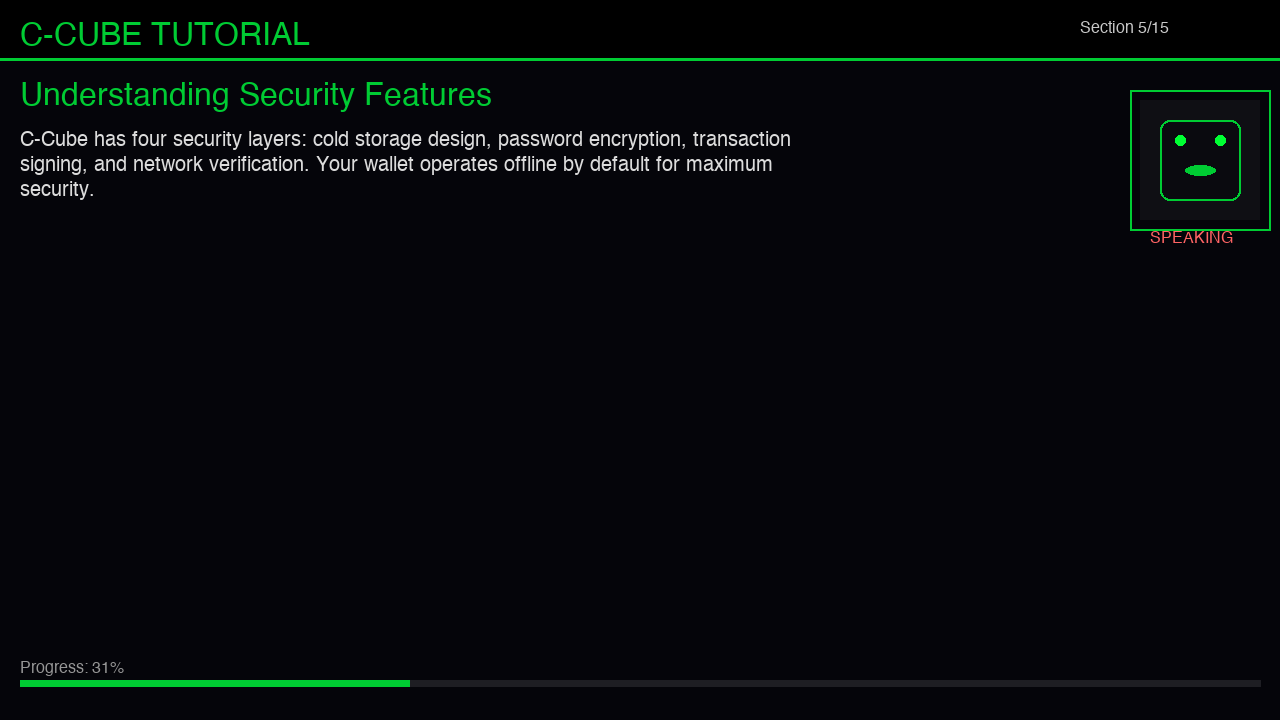 C-CUBE TUTORIAL
Section 5/15
Understanding Security Features
C-Cube has four security layers: cold storage design, password encryption, transaction
signing, and network verification. Your wallet operates offline by default for maximum
security.
SPEAKING
Progress: 31%